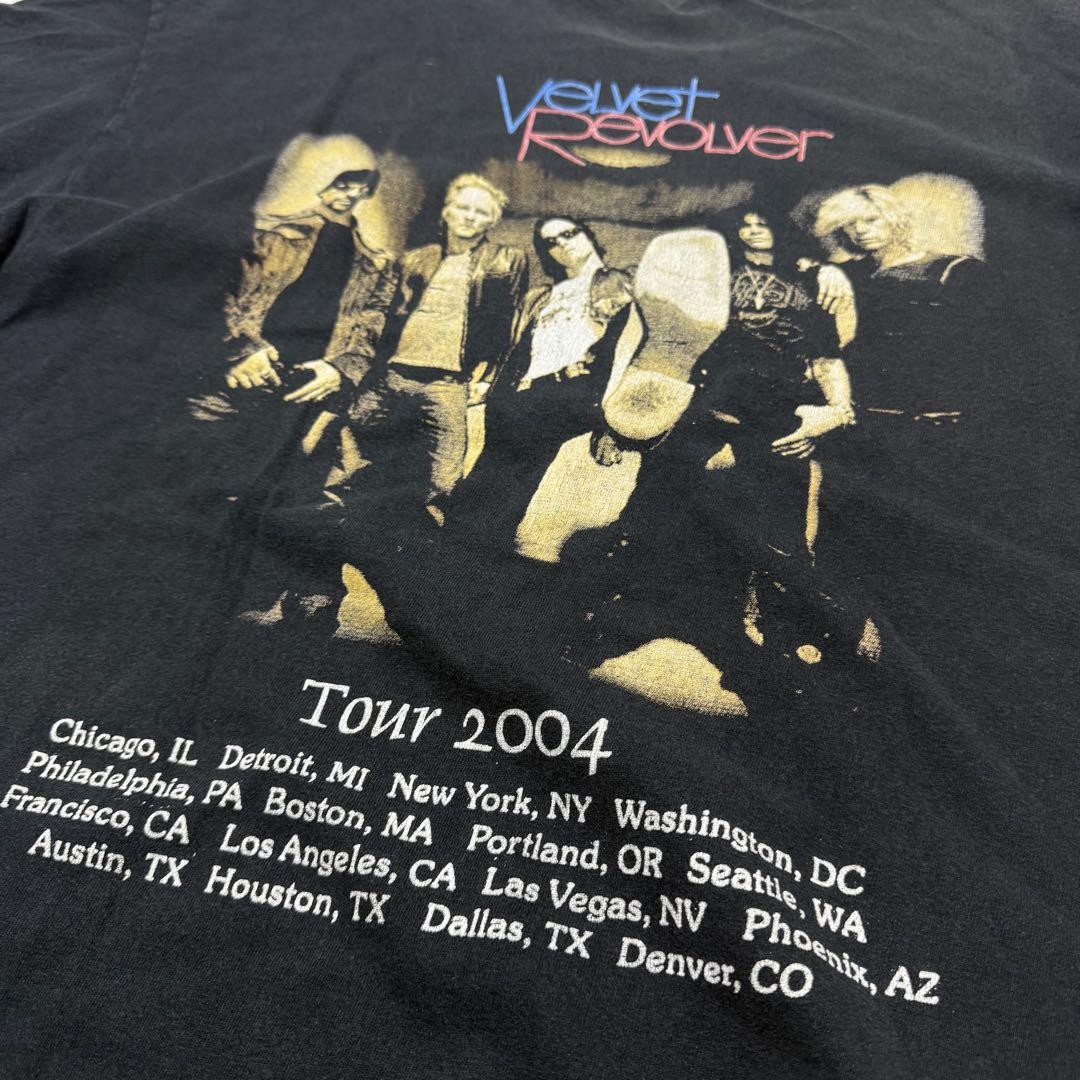 Velvet
Revolver
Tour 2004
Chicago, IL Detroit, MI New York, NY Washington, DC
Philadelphia, PA Boston, MA Portland, OR Seattle, WA
Francisco, CA Los Angeles, CA Las Vegas, NV Phoenix, AZ
Austin, TX Houston, TX Dallas, TX Denver, CO